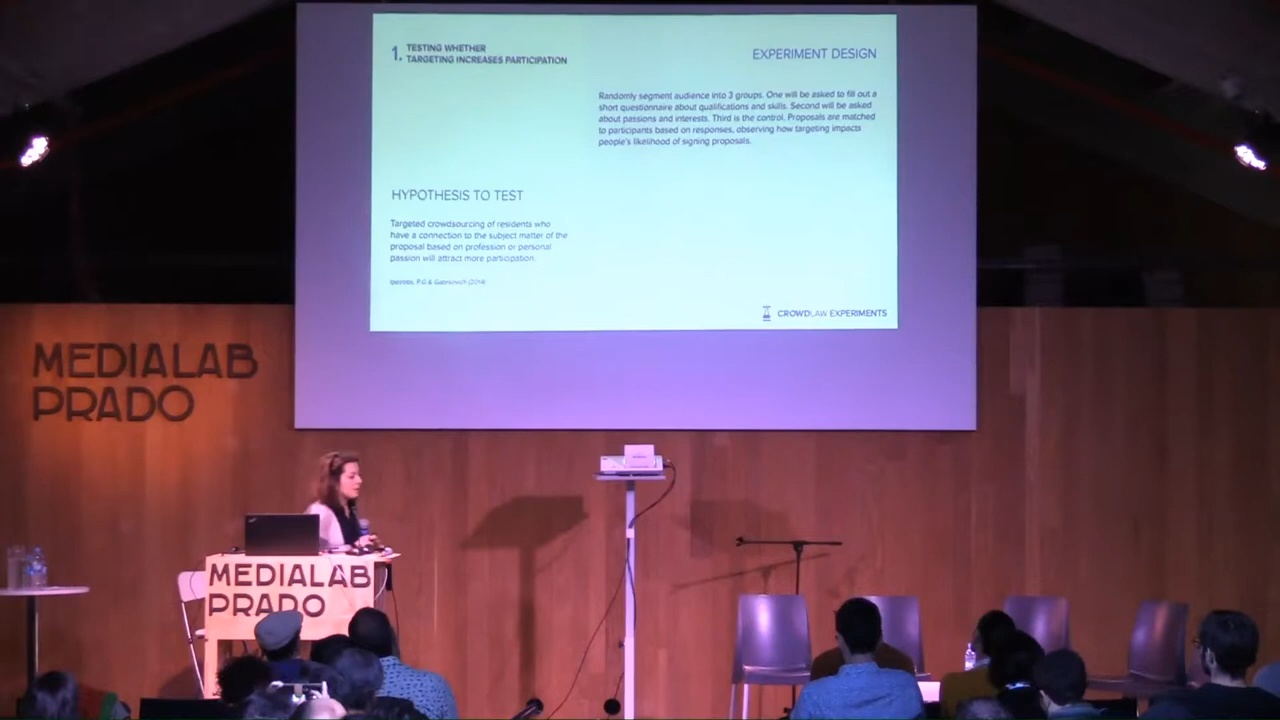 1. TESTING WHETHER
TARGETING INCREASES PARTICIPATION
EXPERIMENT DESIGN
Randomly segment audience into 3 groups. One will be asked to fill out a
short questionnaire about qualifications and skills. Second will be asked
about passions and interests. Third is the control. Proposals are matched
to participants based on responses, observing how targeting impacts
people's likelihood of signing proposals.
HYPOTHESIS TO TEST
Targeted crowdsourcing of residents who
have a connection to the subject matter of the
proposal based on profession or personal
passion will attract more participation.
P.G & Gabrilovich (2014)
CROWDLAW EXPERIMENTS
MEDIALAB
PRADO
MEDIALAB
PRADO